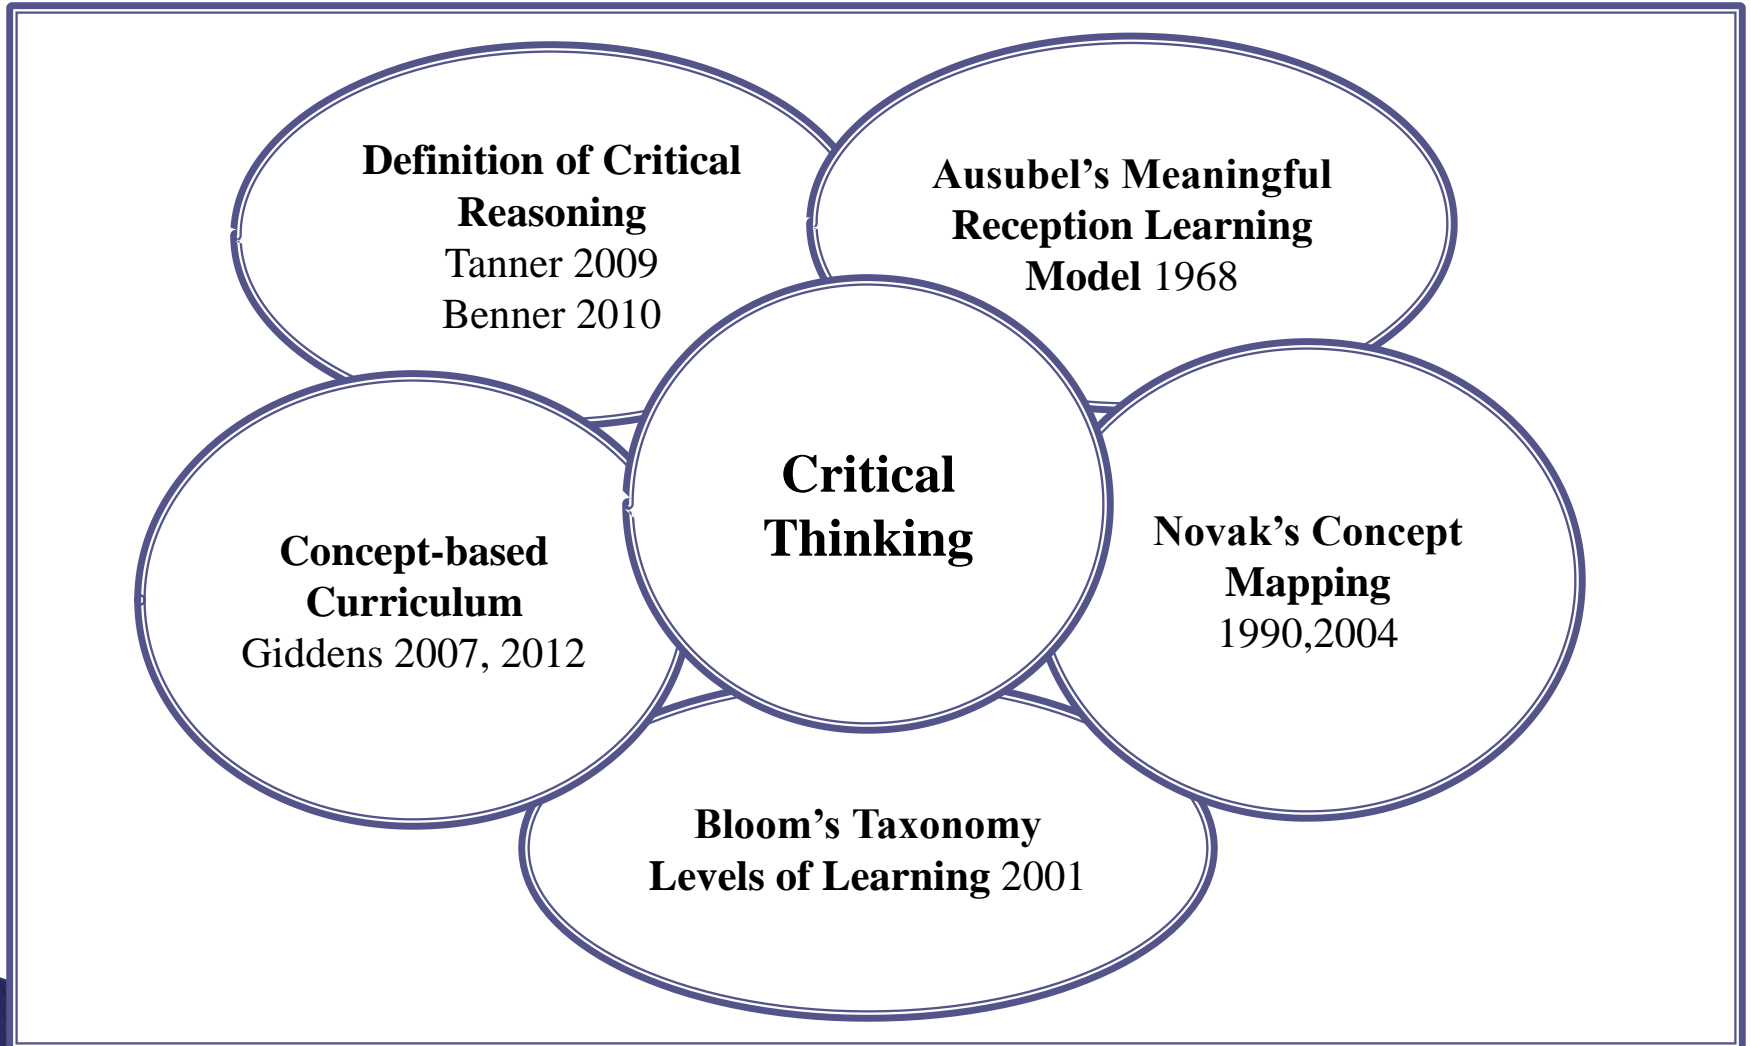 Definition of Critical
Reasoning
Tanner 2009
Benner 2010
Ausubel’s Meaningful
Reception Learning
Model 1968
Critical
Thinking
Concept-based
Curriculum
Giddens 2007, 2012
Novak’s Concept
Mapping
1990,2004
Bloom’s Taxonomy
Levels of Learning 2001